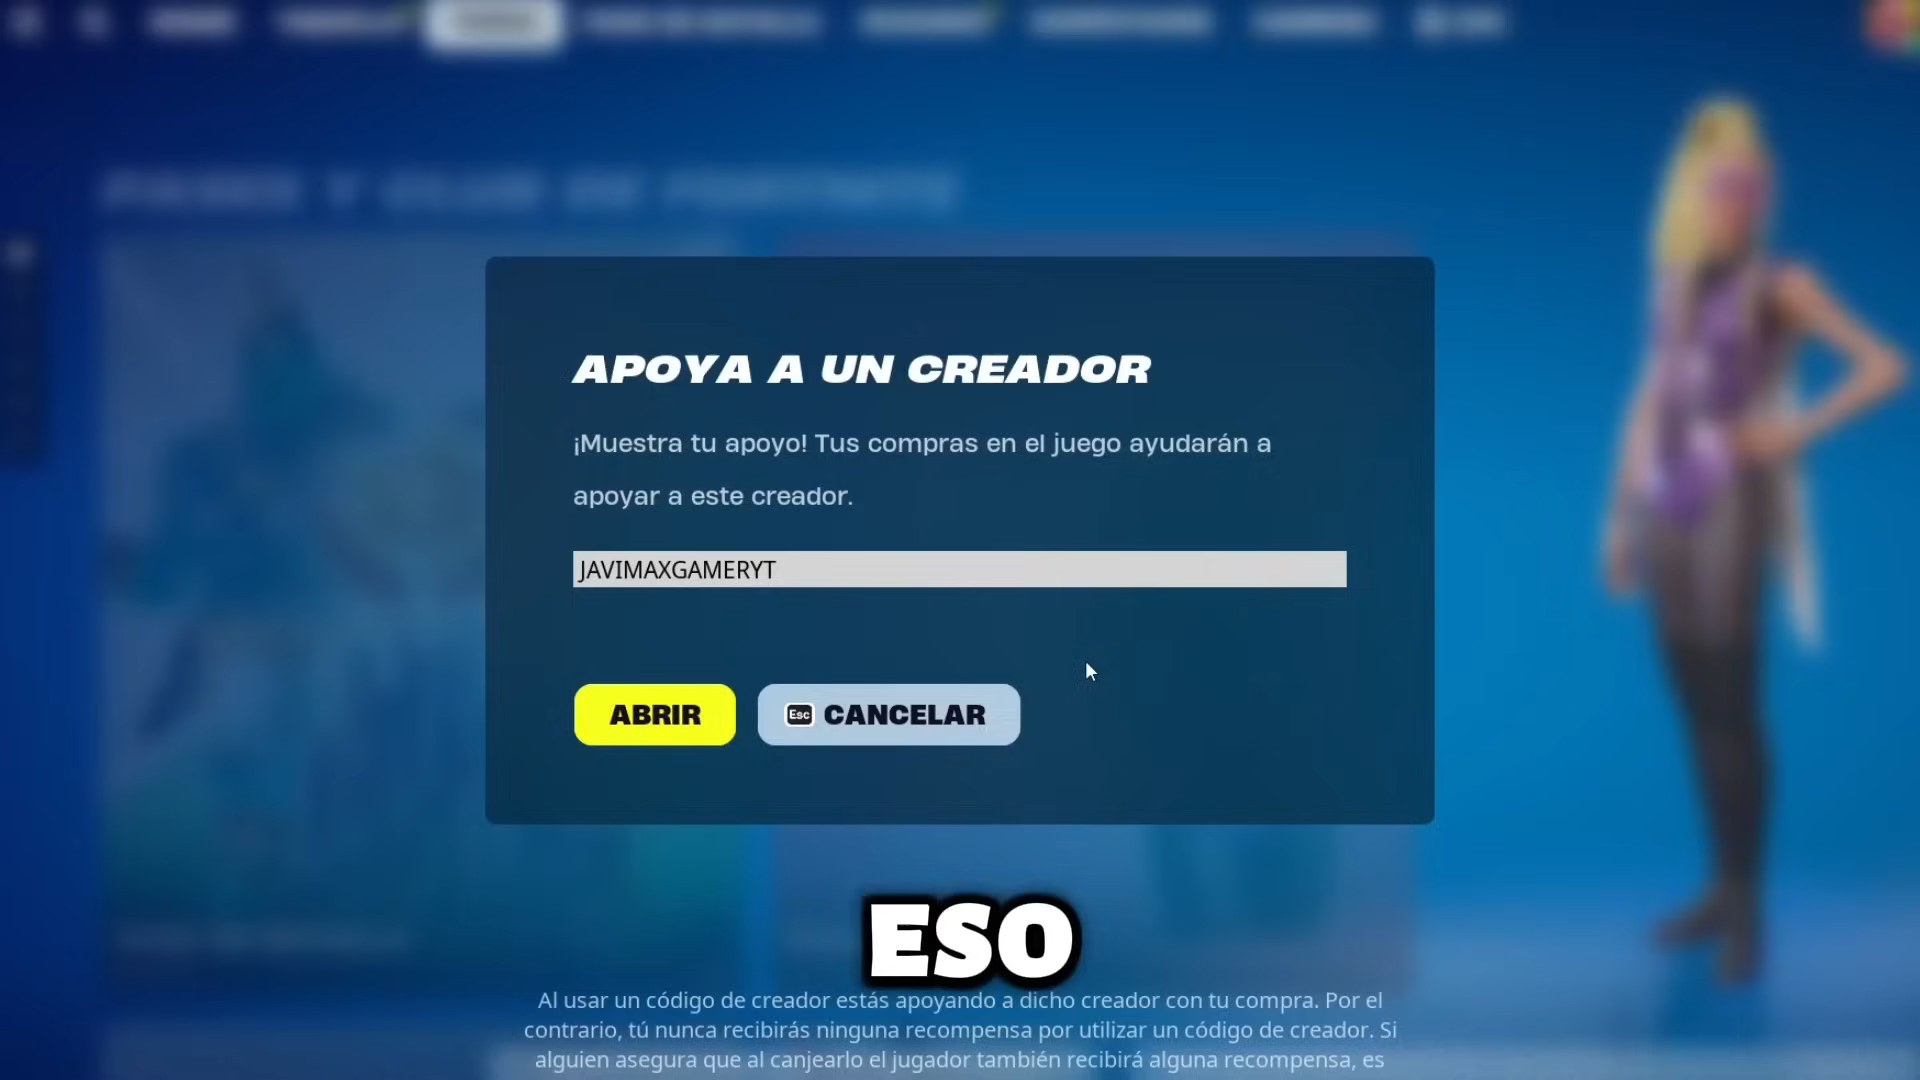 APOYA A UN CREADOR
¡Muestra tu apoyo! Tus compras en el juego ayudarán a
apoyar a este creador.
JAVIMAXGAMERYT
ABRIR
Esc CANCELAR
ESO
Al usar un código de creador estás apoyando a dicho creador con tu compra. Por el
contrario, tú nunca recibirás ninguna recompensa por utilizar un código de creador. Si
alguien asegura que al canjearlo el jugador también recibirá alguna recompensa, es